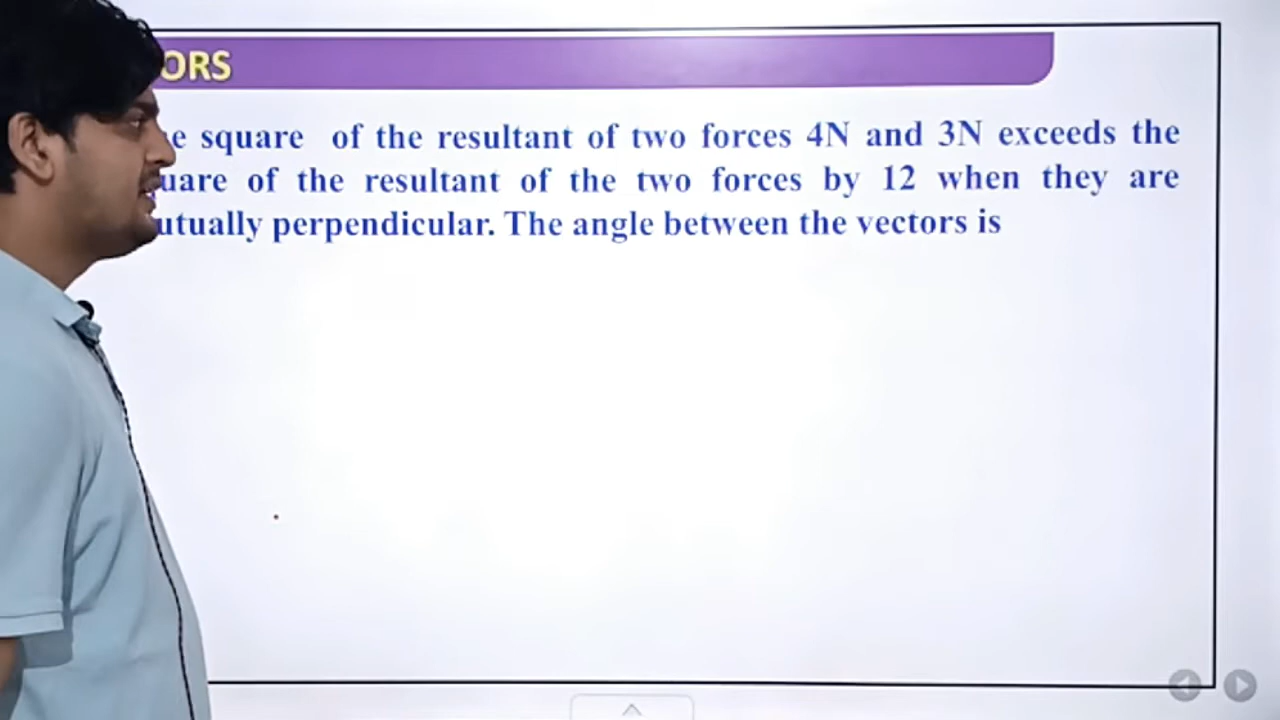 ORS
e square of the resultant of two forces 4N and 3N exceeds the
uare of the resultant of the two forces by 12 when they are
utually perpendicular. The angle between the vectors is